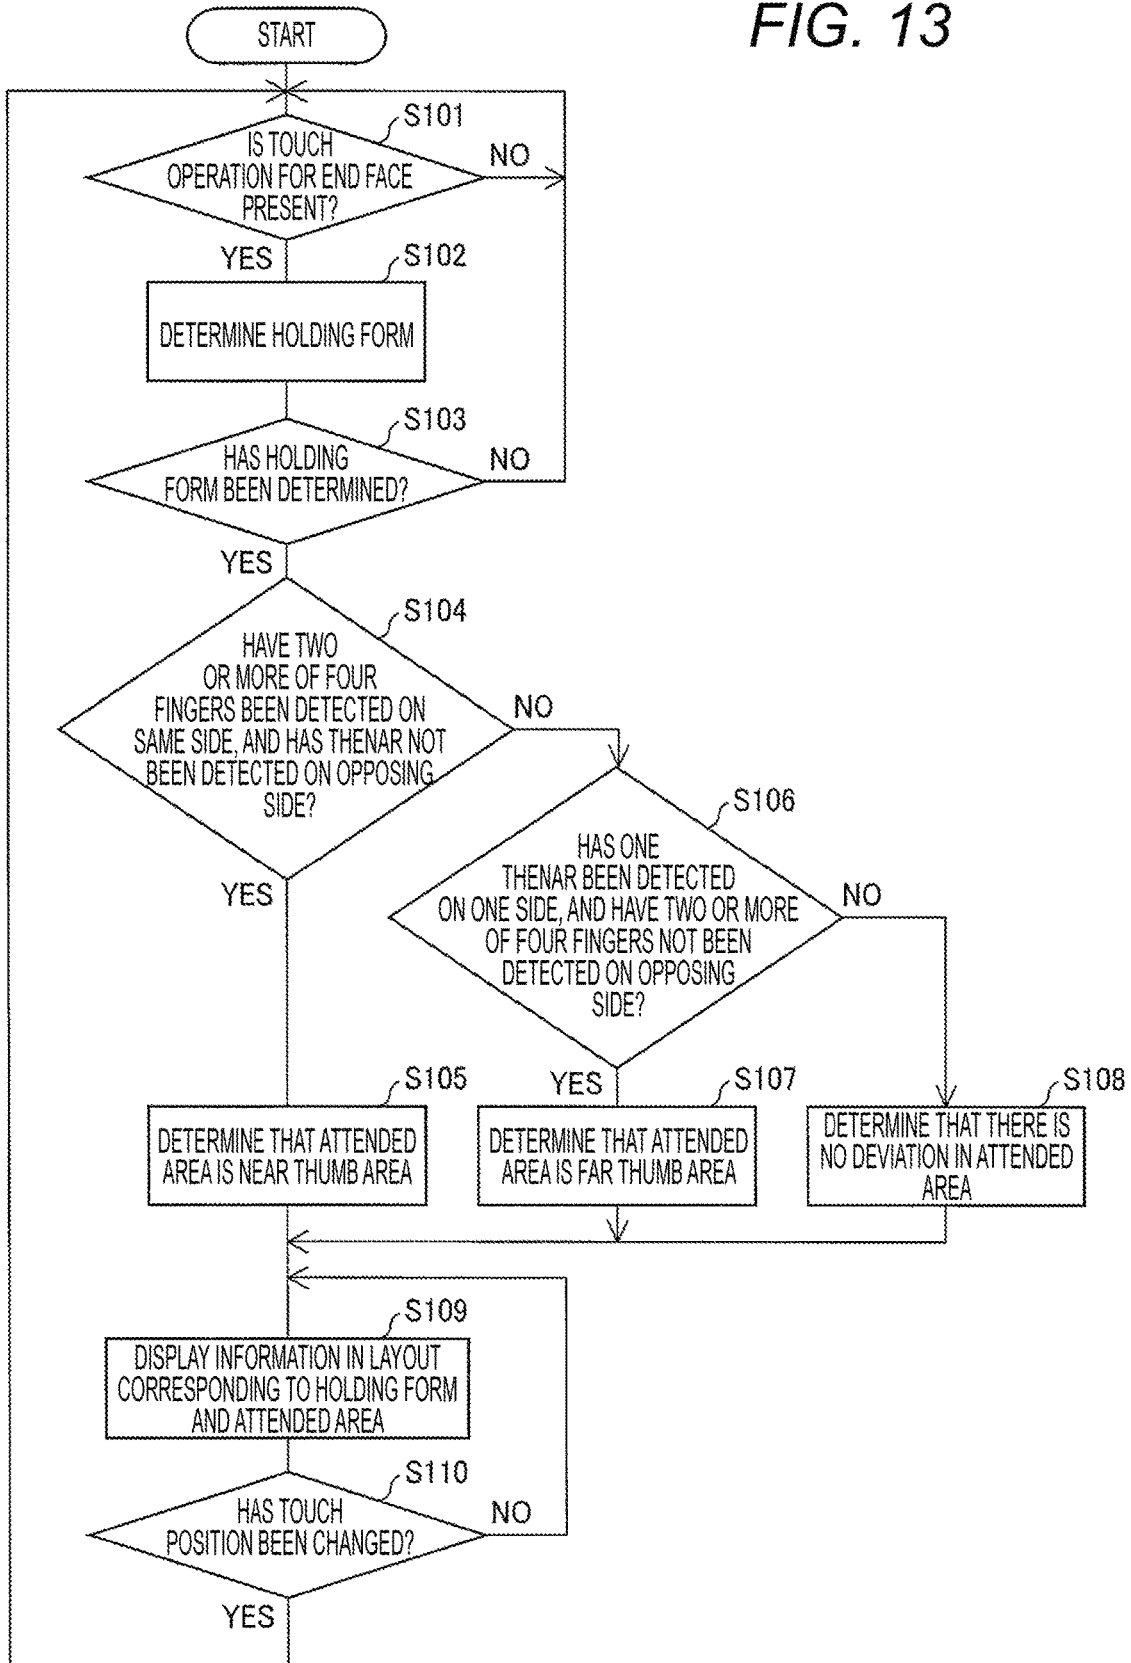 FIG. 13
START
S101
IS TOUCH
OPERATION FOR END FACE
PRESENT?
NO
YES
S102
DETERMINE HOLDING FORM
S103
HAS HOLDING
FORM BEEN DETERMINED?
NO
YES
S104
HAVE TWO
OR MORE OF FOUR
FINGERS BEEN DETECTED ON
SAME SIDE, AND HAS THENAR NOT
BEEN DETECTED ON OPPOSING
SIDE?
NO
YES
S106
HAS ONE
THENAR BEEN DETECTED
ON ONE SIDE, AND HAVE TWO OR MORE
OF FOUR FINGERS NOT BEEN
DETECTED ON OPPOSING
SIDE?
NO
YES
S105
DETERMINE THAT ATTENDED
AREA IS NEAR THUMB AREA
S107
DETERMINE THAT ATTENDED
AREA IS FAR THUMB AREA
S108
DETERMINE THAT THERE IS
NO DEVIATION IN ATTENDED
AREA
S109
DISPLAY INFORMATION IN LAYOUT
CORRESPONDING TO HOLDING FORM
AND ATTENDED AREA
S110
HAS TOUCH
POSITION BEEN CHANGED?
NO
YES